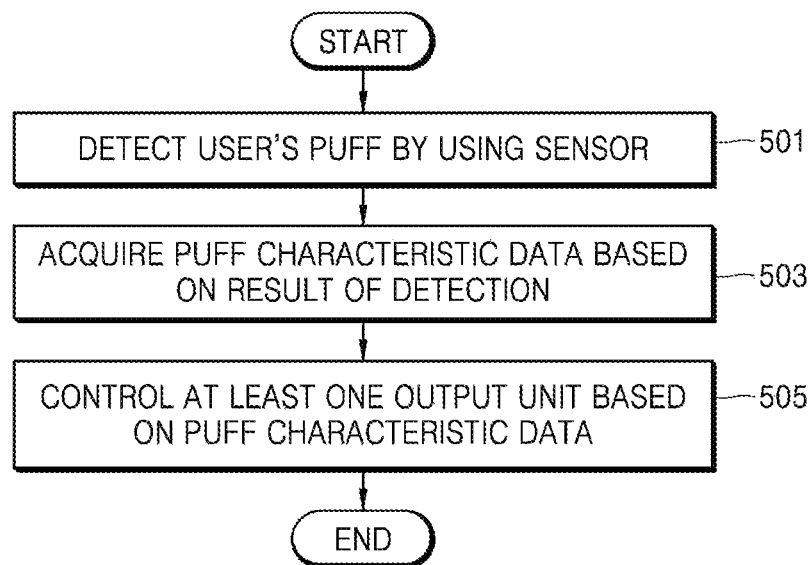 START
DETECT USER'S PUFF BY USING SENSOR
501
ACQUIRE PUFF CHARACTERISTIC DATA BASED
ON RESULT OF DETECTION
503
CONTROL AT LEAST ONE OUTPUT UNIT BASED
ON PUFF CHARACTERISTIC DATA
505
END